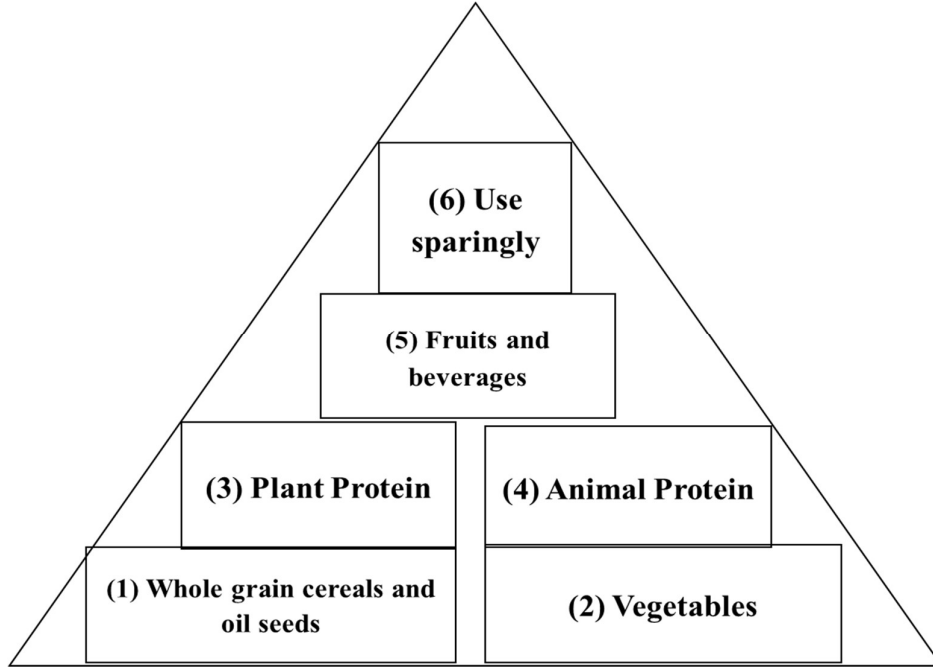 (6) Use
sparingly
(5) Fruits and
beverages
(3) Plant Protein
(4) Animal Protein
(1) Whole grain cereals and
oil seeds
(2) Vegetables